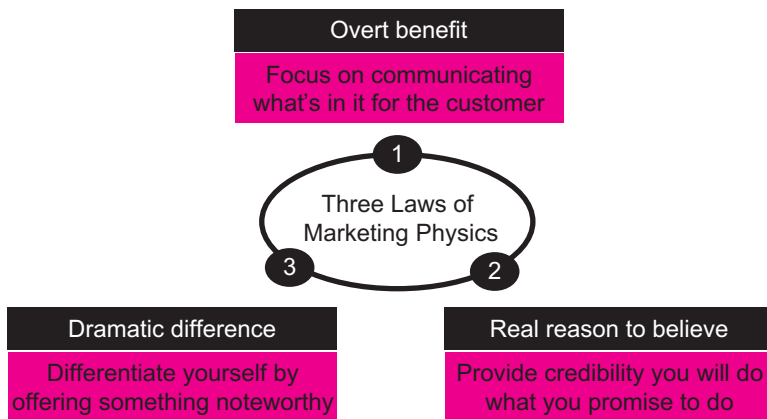 Overt benefit
Focus on communicating
what's in it for the customer
1
Three Laws of
Marketing Physics
3
2
Dramatic difference
Differentiate yourself by
offering something noteworthy
Real reason to believe
Provide credibility you will do
what you promise to do